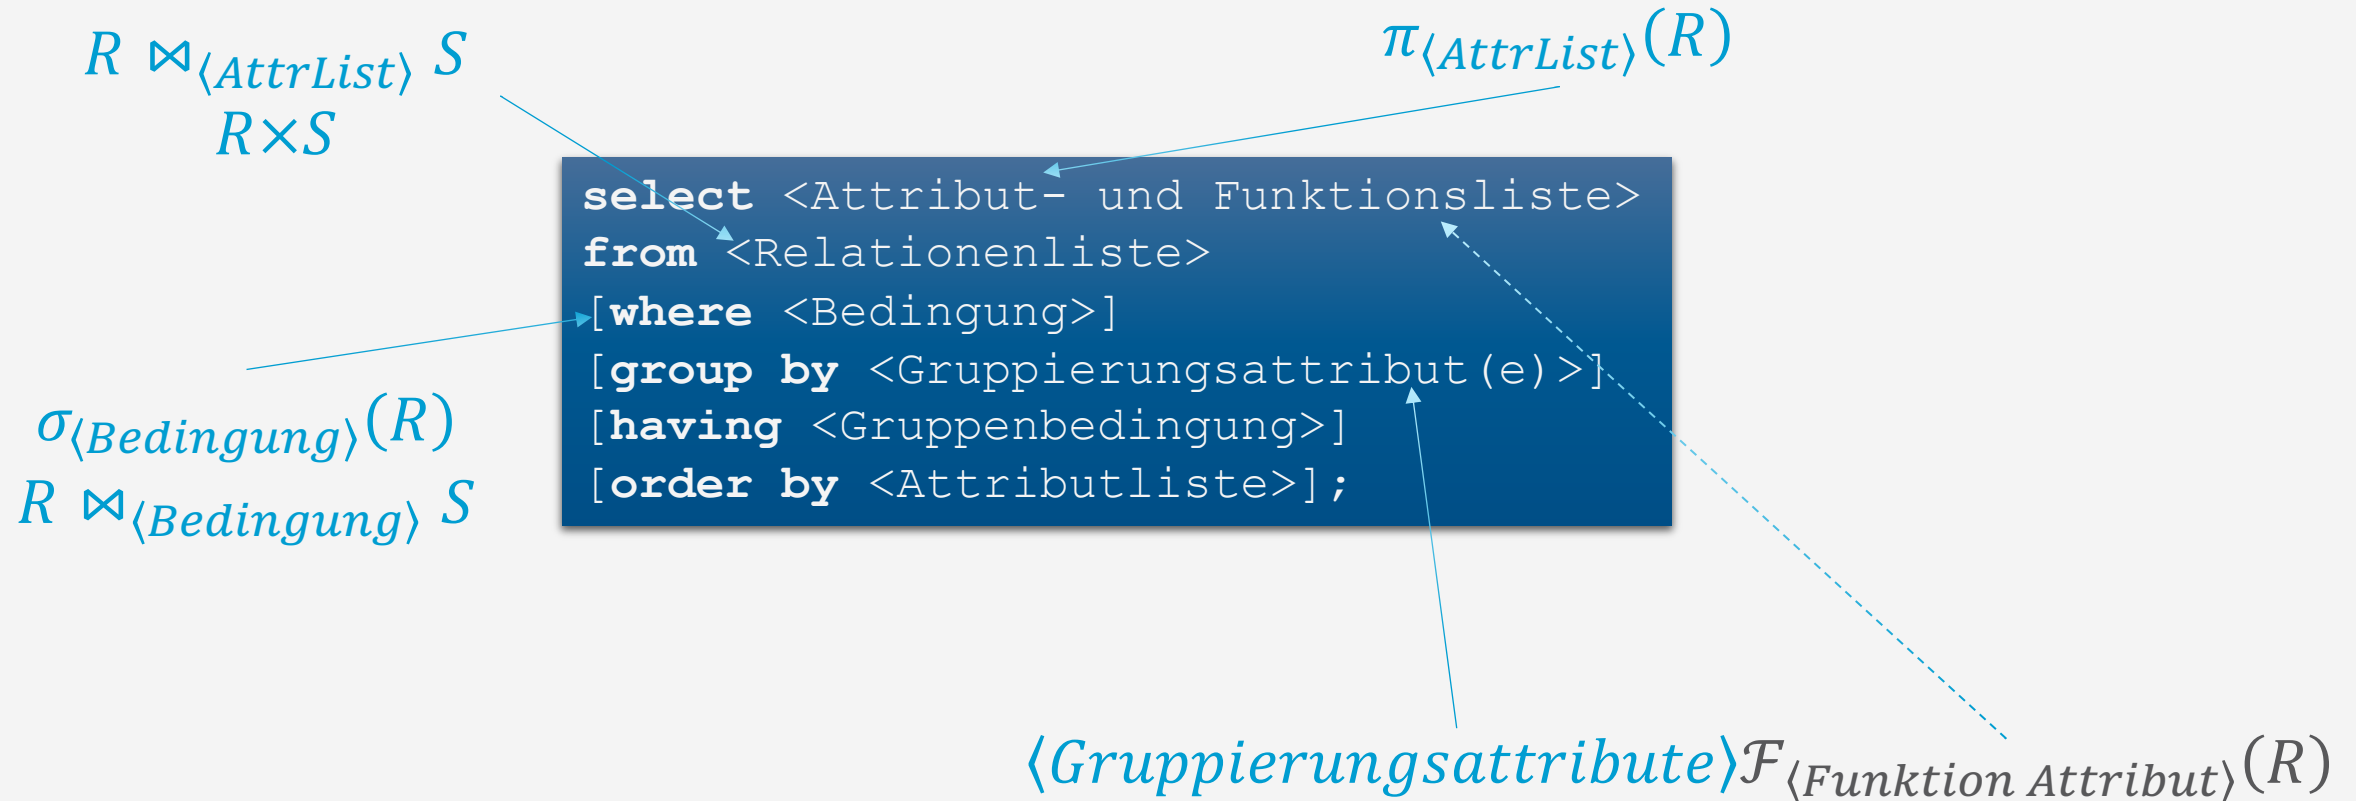 R ⋈⟨AttrList⟩ S
R×S
π⟨AttrList⟩(R)
select <Attribut- und Funktionsliste>
from <Relationenliste>
[where <Bedingung>]
[group by <Gruppierungsattribut(e)>]
[having <Gruppenbedingung>]
[order by <Attributliste>];
σ⟨Bedingung⟩(R)
R ⋈⟨Bedingung⟩ S
⟨Gruppierungsattribute⟩ℱ⟨Funktion Attribut⟩(R)